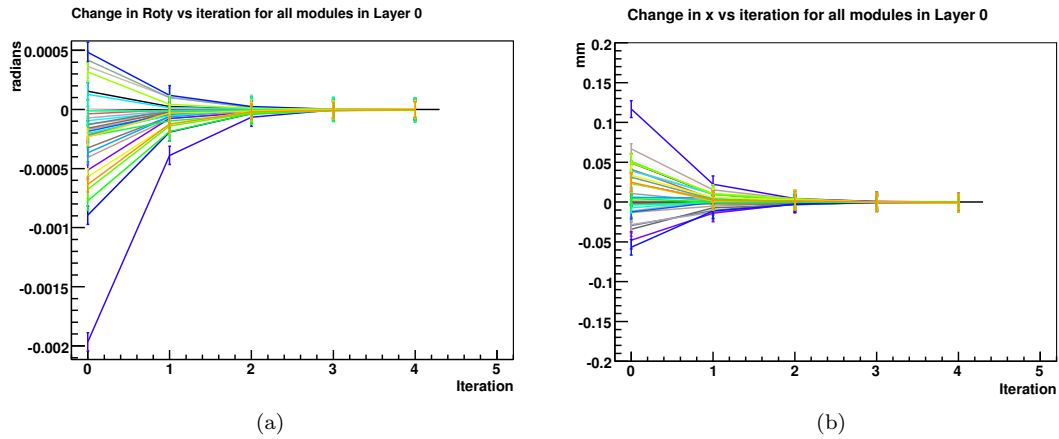 Change in Roty vs iteration for all modules in Layer 0
radians
0.0005
0
-0.0005
-0.001
-0.0015
-0.002
0 1 2 3 4 5
Iteration
(a)
Change in x vs iteration for all modules in Layer 0
mm
0.2
0.15
0.1
0.05
0
-0.05
-0.1
-0.15
-0.2
0 1 2 3 4 5
Iteration
(b)